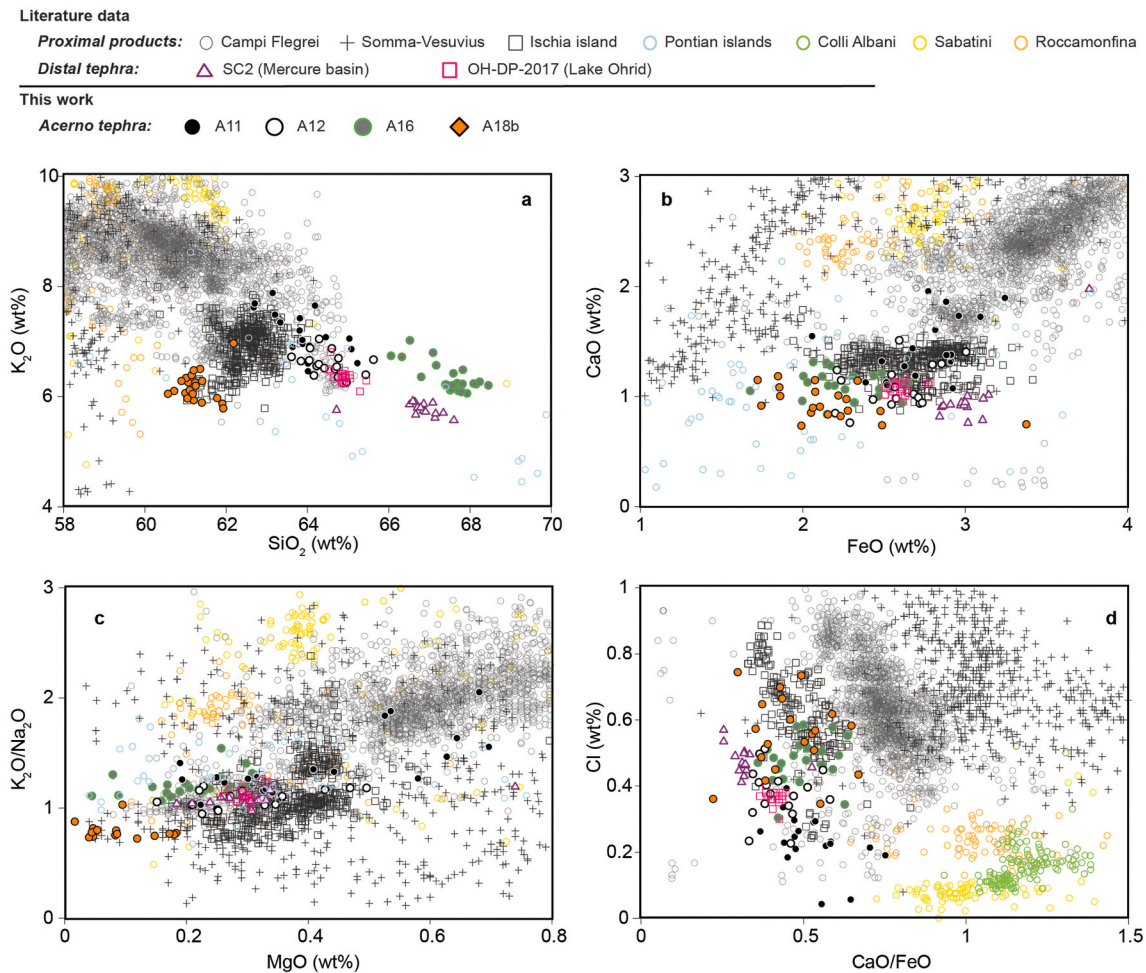 Literature data
Proximal products: Campi Flegrei Somma-Vesuvius Ischia island Pontian islands Colli Albani Sabatini Roccamonfina
Distal tephra: SC2 (Mercure basin) OH-DP-2017 (Lake Ohrid)
This work
Acerno tephra: A11 A12 A16 A18b
10
8
6
4
K2O (wt%)
a
58 60 62 64 66 68 70
SiO2 (wt%)
3
2
1
0
CaO (wt%)
b
1 2 3 4
FeO (wt%)
3
2
1
0
K2O/Na2O
c
0 0.2 0.4 0.6 0.8
MgO (wt%)
1
0.8
0.6
0.4
0.2
0
Cl (wt%)
d
0 0.5 1 1.5
CaO/FeO